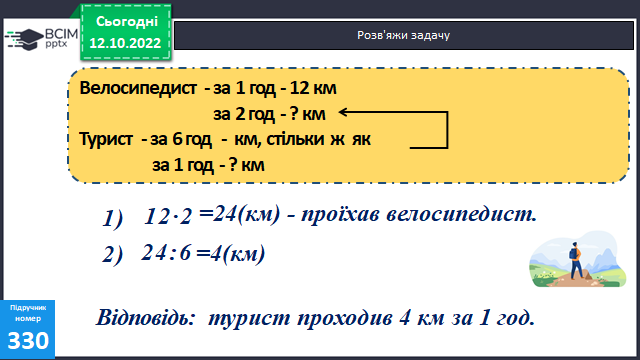 ВСІМ
pptx
Сьогодні
12.10.2022
Розв'яжи задачу
Велосипедист - за 1 год - 12 км
за 2 год - ? км
Турист - за 6 год - км, стільки ж як
за 1 год - ? км
1) 12·2 =24(км) - проїхав велосипедист.
2) 24:6 =4(км)
Підручник
номер
330
Відповідь: турист проходив 4 км за 1 год.